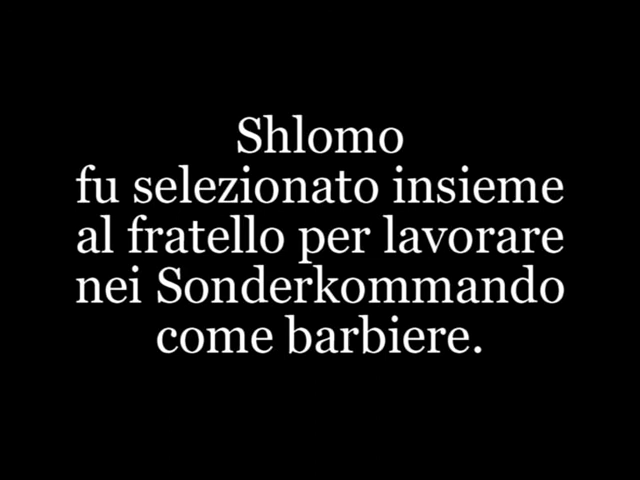 Shlomo
fu selezionato insieme
al fratello per lavorare
nei Sonderkommando
come barbiere.